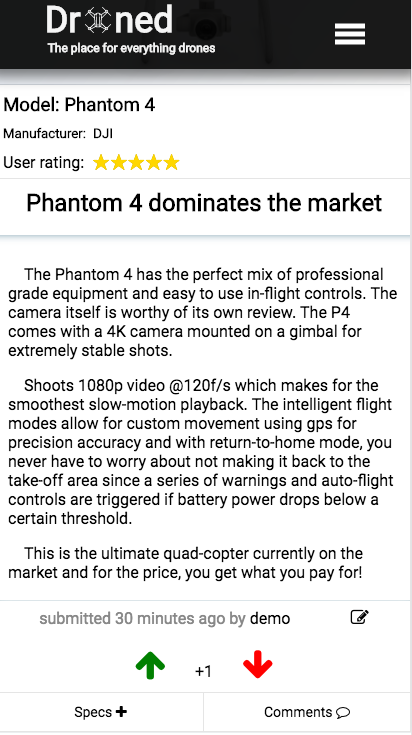 Droned
The place for everything drones
Model: Phantom 4
Manufacturer: DJI
User rating:
Phantom 4 dominates the market
The Phantom 4 has the perfect mix of professional
grade equipment and easy to use in-flight controls. The
camera itself is worthy of its own review. The P4
comes with a 4K camera mounted on a gimbal for
extremely stable shots.
Shoots 1080p video @120f/s which makes for the
smoothest slow-motion playback. The intelligent flight
modes allow for custom movement using gps for
precision accuracy and with return-to-home mode, you
never have to worry about not making it back to the
take-off area since a series of warnings and auto-flight
controls are triggered if battery power drops below a
certain threshold.
This is the ultimate quad-copter currently on the
market and for the price, you get what you pay for!
submitted 30 minutes ago by demo
+1
Specs
Comments